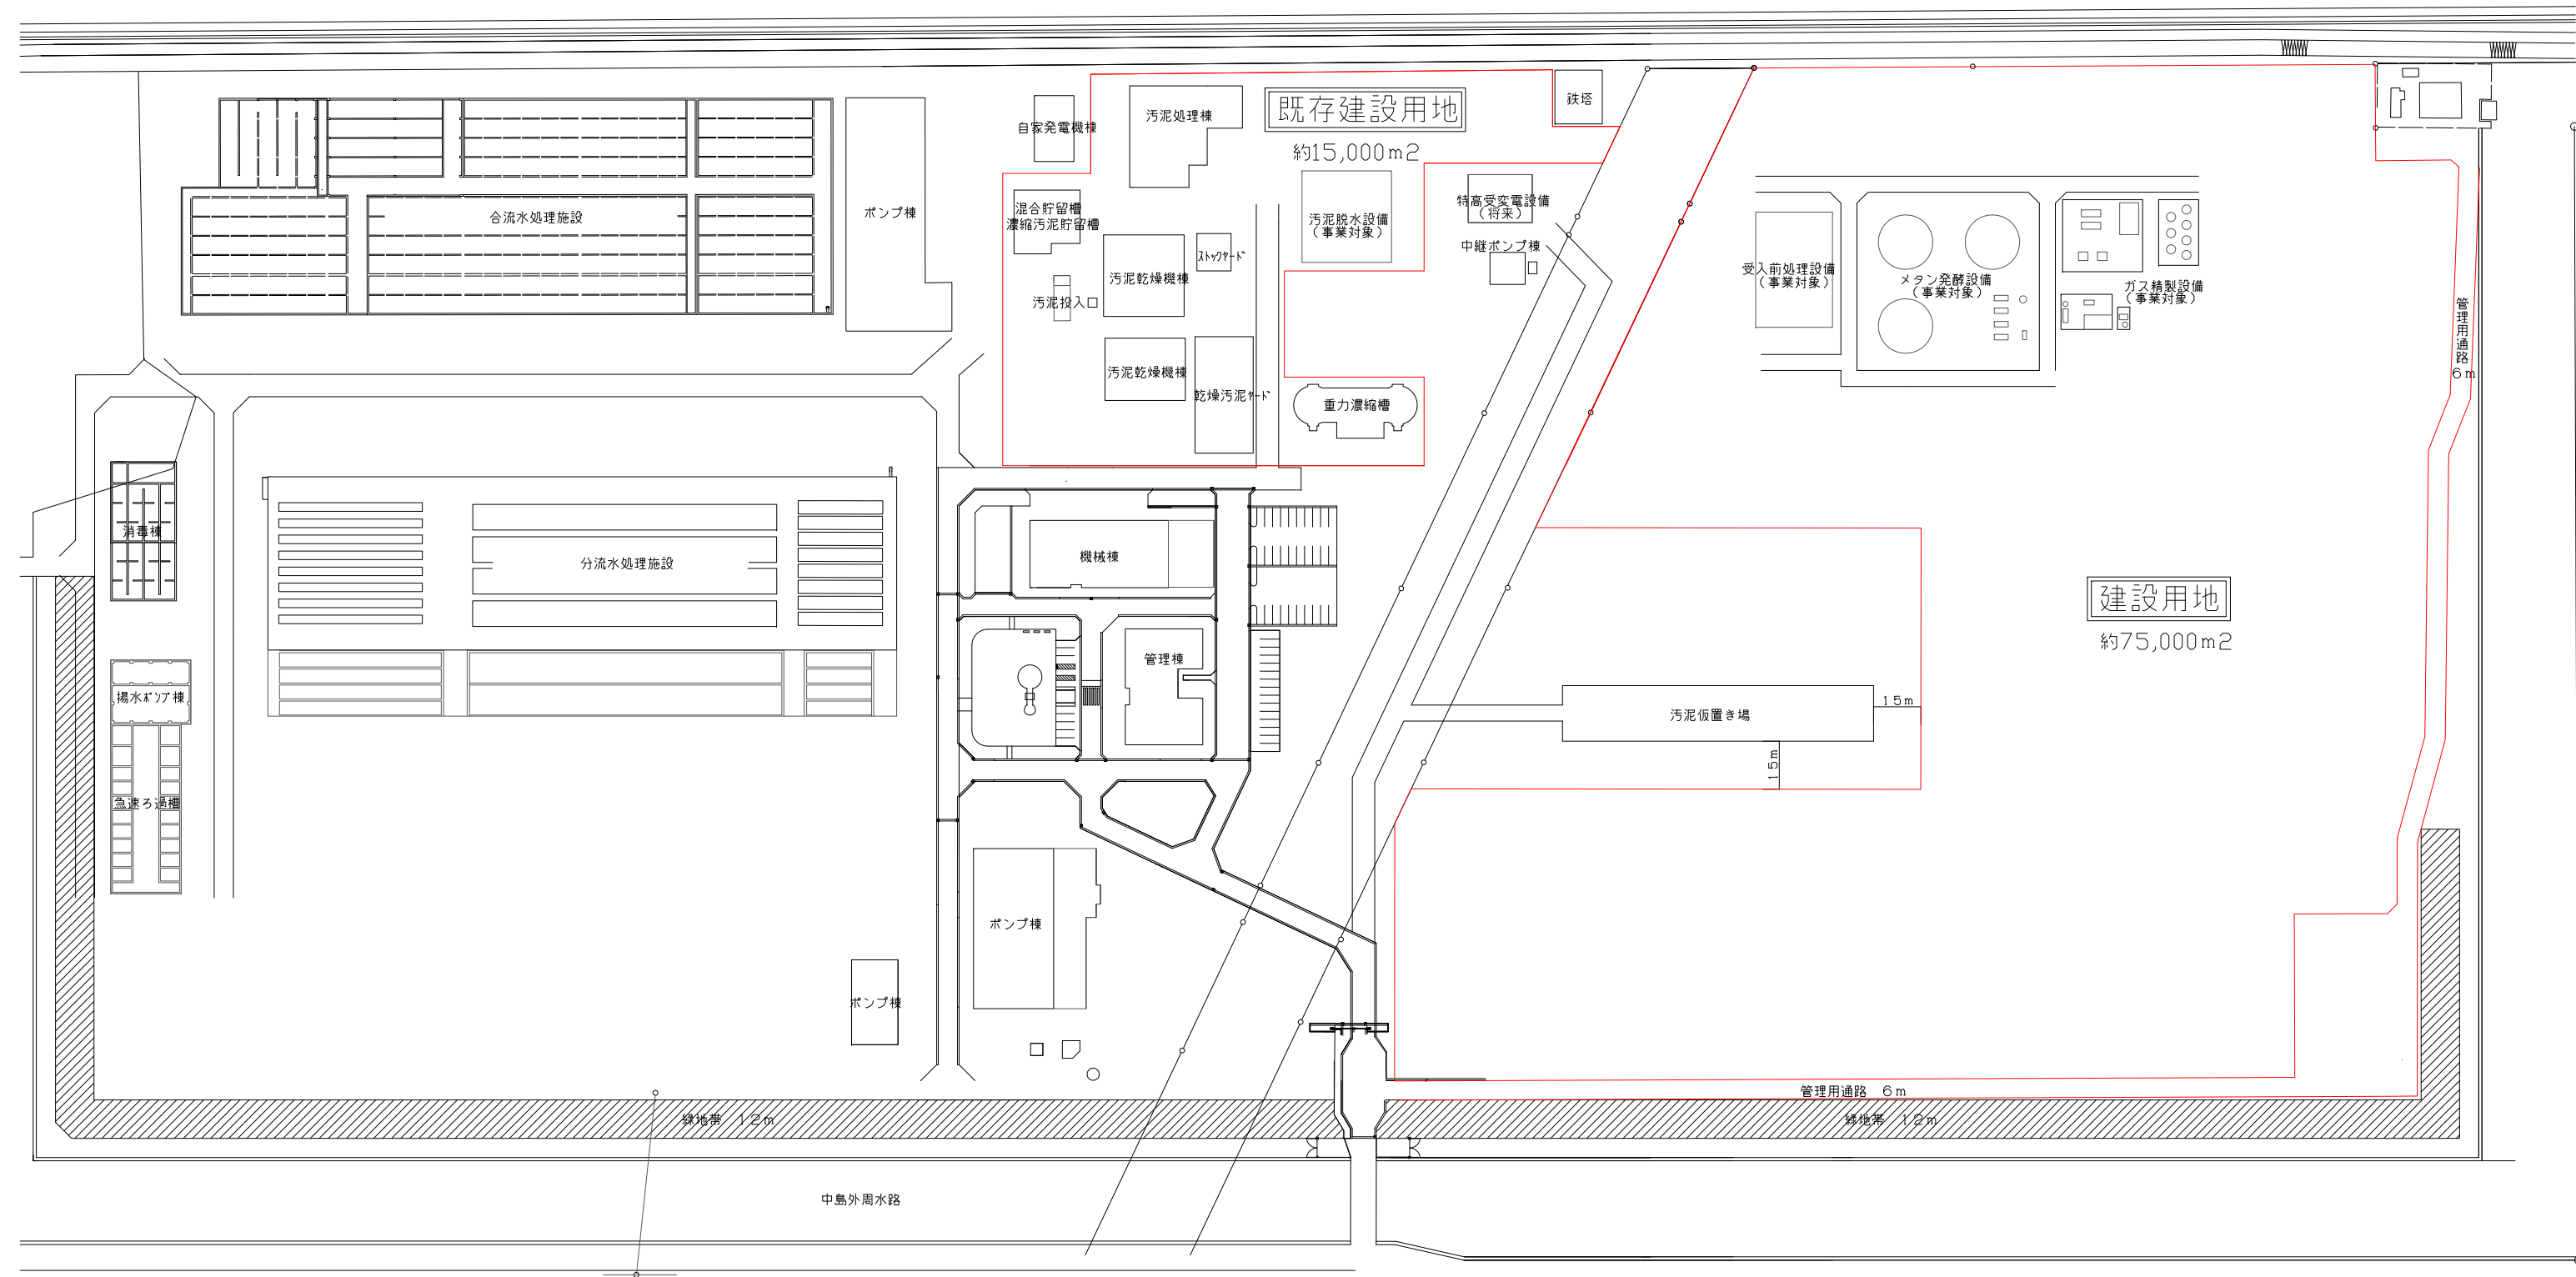 既存建設用地
約15,000m2
鉄塔
自家発電機棟
汚泥処理棟
合流水処理施設
ポンプ棟
混合貯留槽
濃縮汚泥貯留槽
汚泥投入口
汚泥乾燥機棟
ストックヤード
汚泥脱水設備
（事業対象）
特高受変電設備
（将来）
中継ポンプ棟
受入前処理設備
（事業対象）
メタン発酵設備
（事業対象）
ガス精製設備
（事業対象）
管理用通路
6m
汚泥乾燥機棟
乾燥汚泥ヤード
重力濃縮槽
消毒棟
分流水処理施設
機械棟
建設用地
約75,000m2
管理棟
揚水ポンプ棟
汚泥仮置き場
15m
15m
急速ろ過槽
ポンプ棟
ポンプ棟
管理用通路 6m
緑地帯 12m
緑地帯 12m
中島外周水路